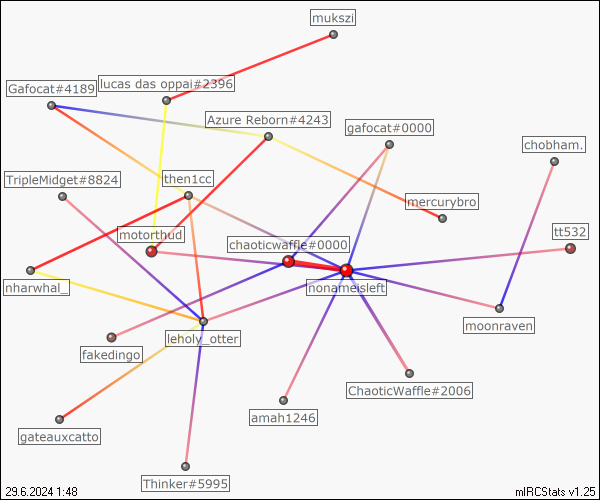 mukszi
lucas das oppai#2396
Gafocat#4189
Azure Reborn#4243
gafocat#0000
chobham.
TripleMidget#8824
then1cc
mercurybro
tt532
motorthud
chaoticwaffle#0000
nharwhal_
nonameisleft
moonraven
leholy_otter
fakedingo
ChaoticWaffle#2006
amah1246
gateauxcatto
Thinker#5995
29.6.2024 1:48
mIRCStats v1.25